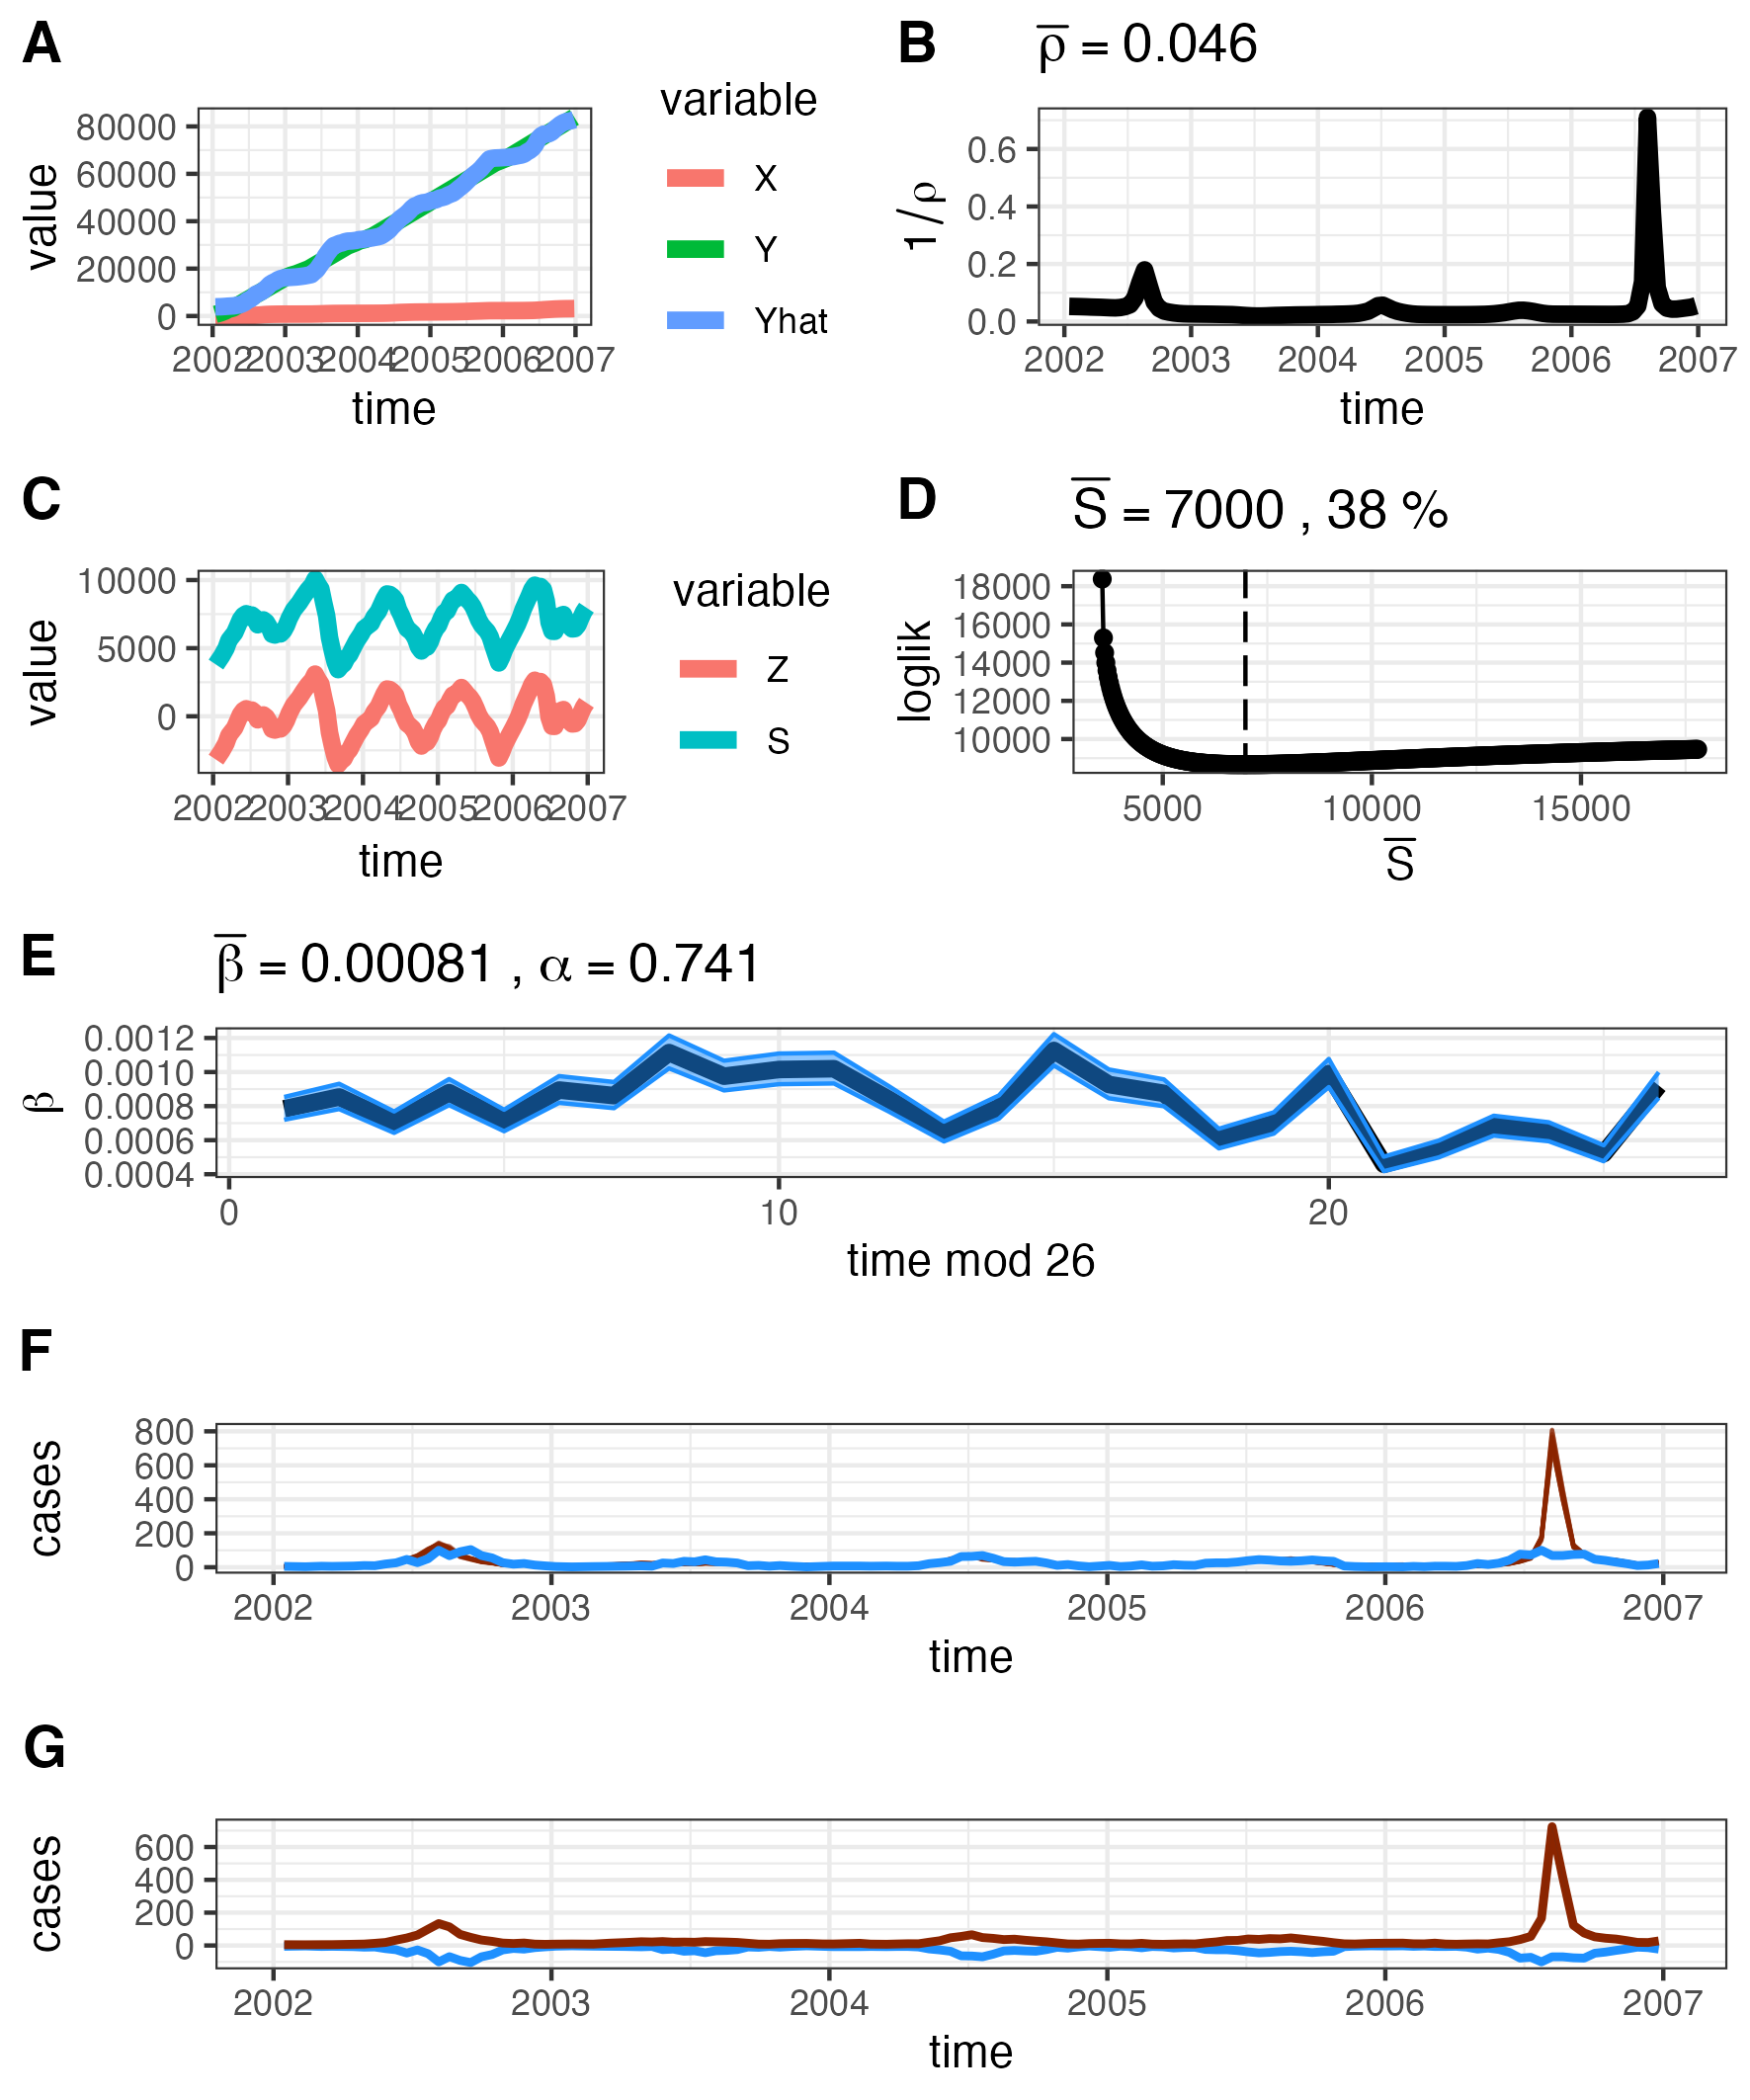 A
variable
X
Y
Yhat
value
80000
60000
40000
20000
0
2002 2003 2004 2005 2006 2007
time
B
ρ̅ = 0.046
1/ρ
0.6
0.4
0.2
0.0
2002 2003 2004 2005 2006 2007
time
C
variable
Z
S
value
10000
5000
0
2002 2003 2004 2005 2006 2007
time
D
S̅ = 7000 , 38 %
loglik
18000
16000
14000
12000
10000
5000 10000 15000
S̅
E
β̅ = 0.00081 , α = 0.741
β
0.0012
0.0010
0.0008
0.0006
0.0004
0 10 20
time mod 26
F
cases
800
600
400
200
0
2002 2003 2004 2005 2006 2007
time
G
cases
600
400
200
0
2002 2003 2004 2005 2006 2007
time